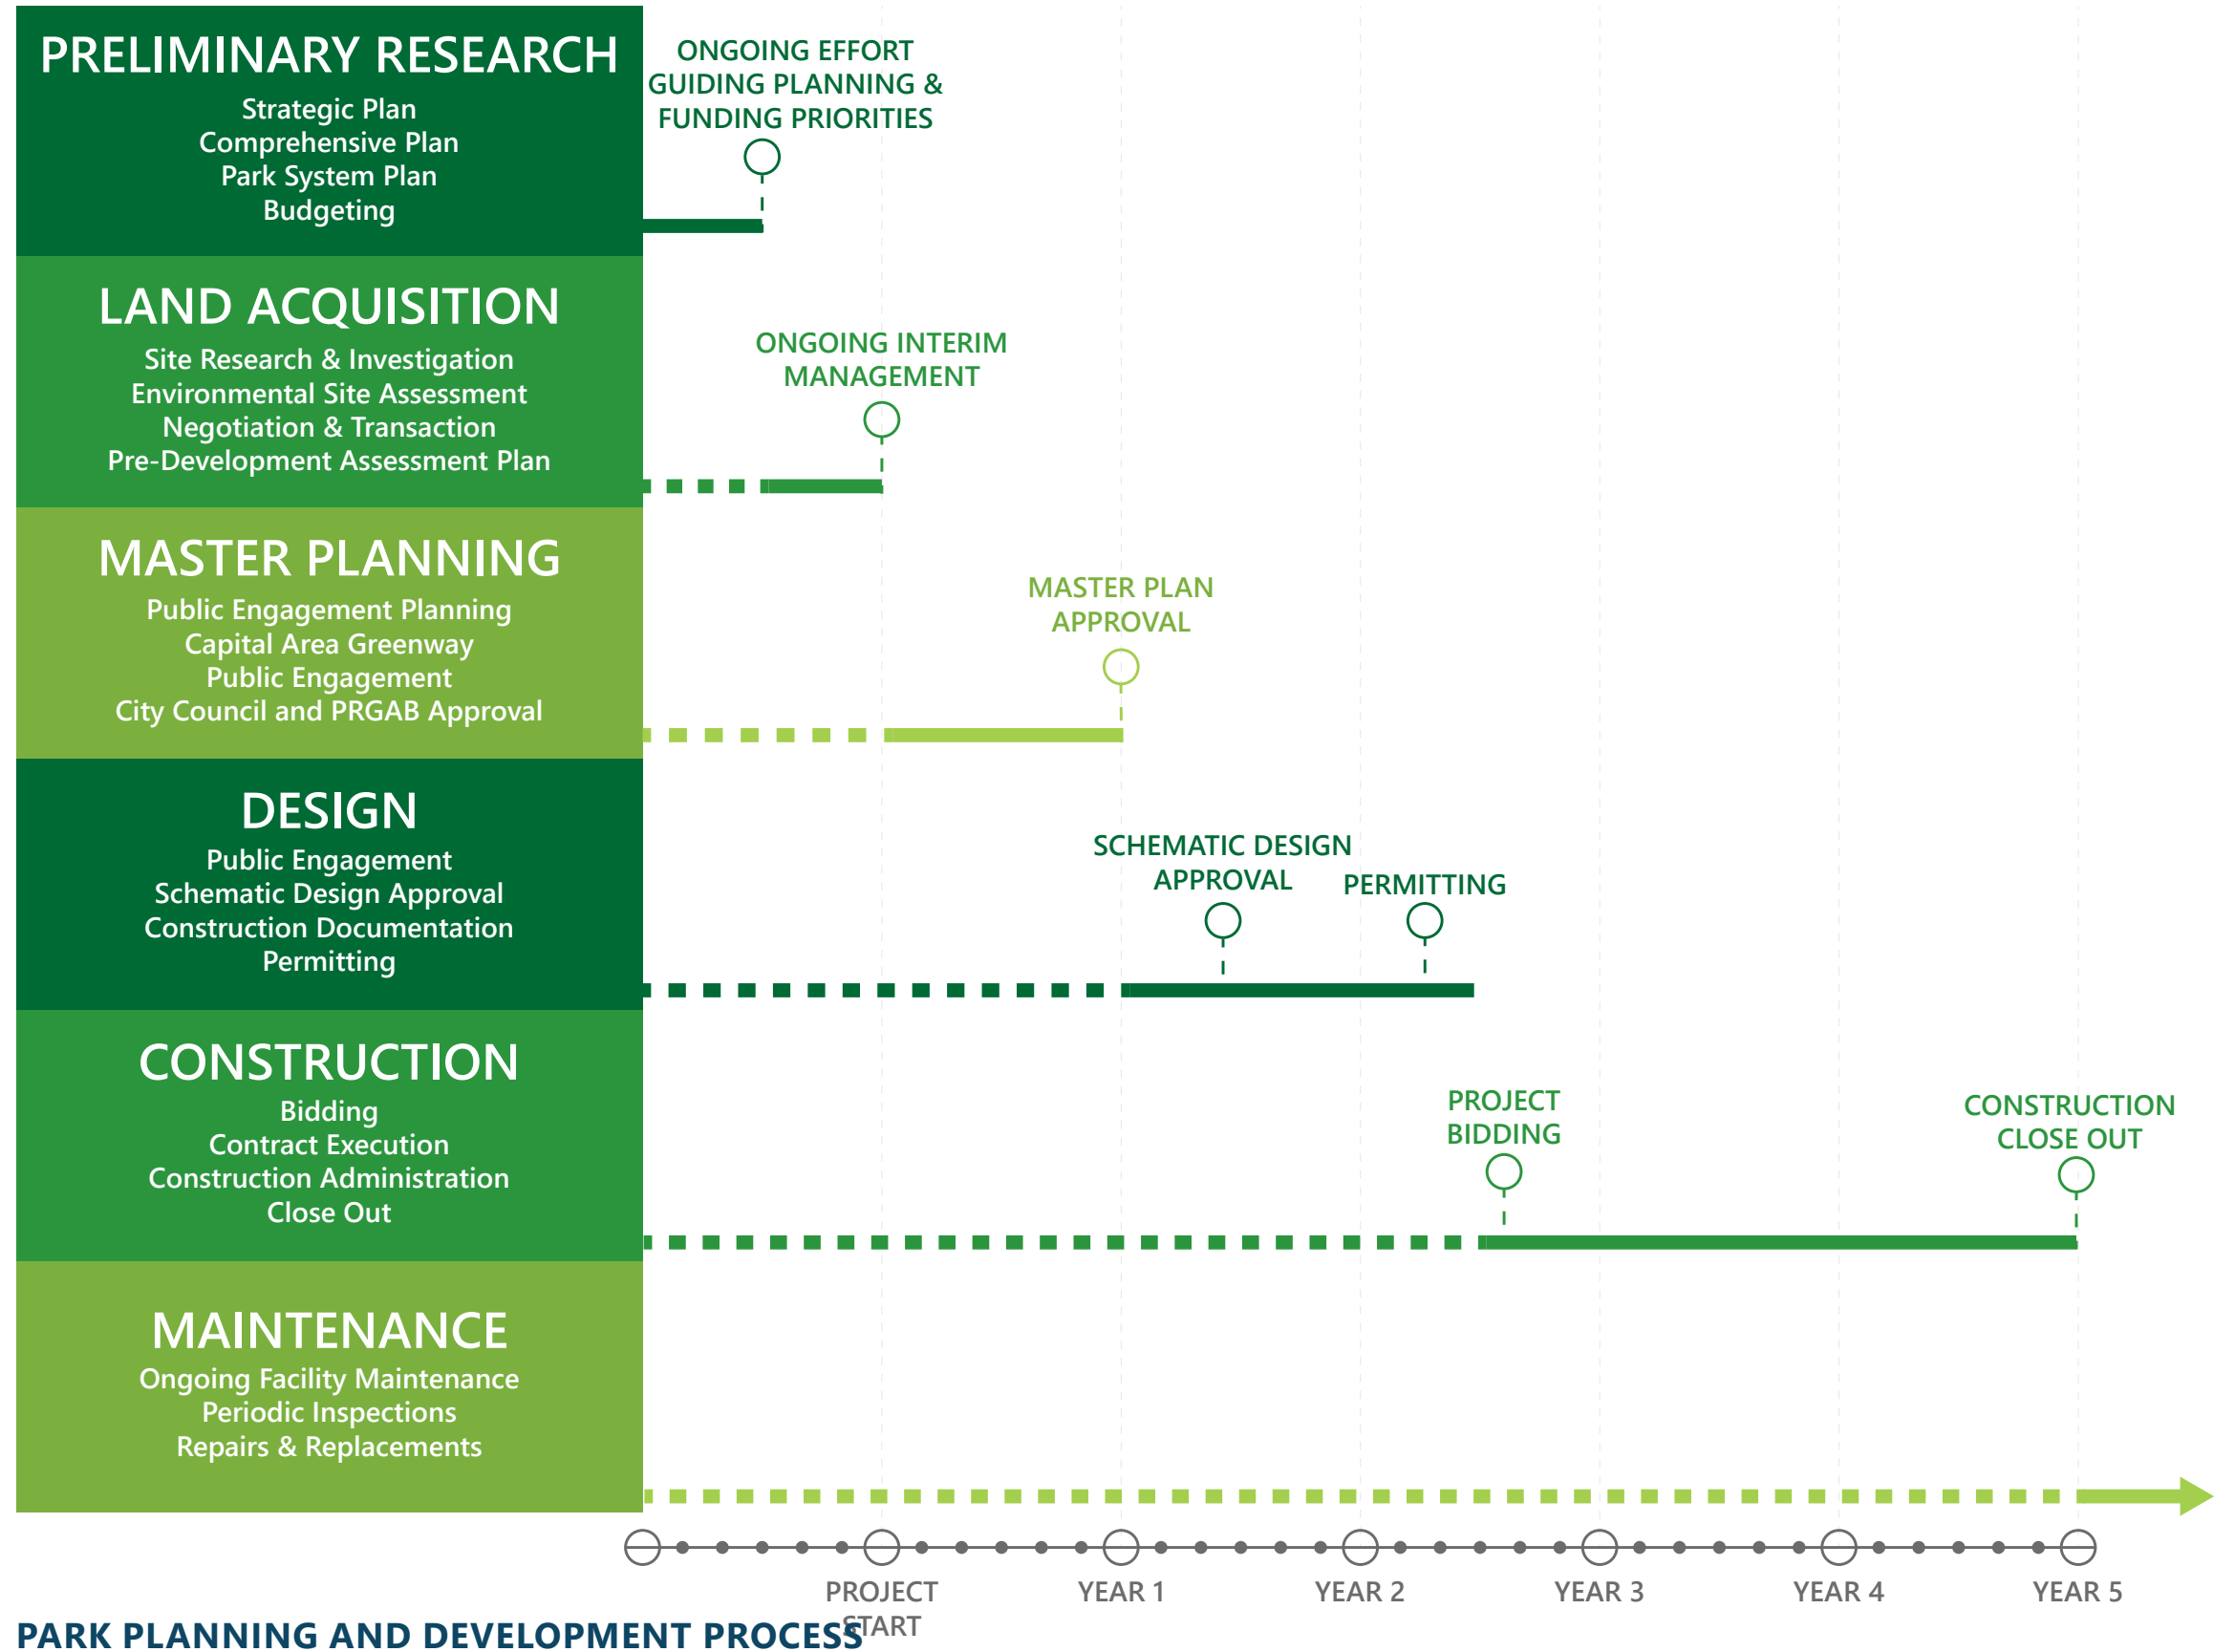 PRELIMINARY RESEARCH
Strategic Plan
Comprehensive Plan
Park System Plan
Budgeting
ONGOING EFFORT
GUIDING PLANNING &
FUNDING PRIORITIES
LAND ACQUISITION
Site Research & Investigation
Environmental Site Assessment
Negotiation & Transaction
Pre-Development Assessment Plan
ONGOING INTERIM
MANAGEMENT
MASTER PLANNING
Public Engagement Planning
Capital Area Greenway
Public Engagement
City Council and PRGAB Approval
MASTER PLAN
APPROVAL
DESIGN
Public Engagement
Schematic Design Approval
Construction Documentation
Permitting
SCHEMATIC DESIGN
APPROVAL
PERMITTING
CONSTRUCTION
Bidding
Contract Execution
Construction Administration
Close Out
PROJECT
BIDDING
CONSTRUCTION
CLOSE OUT
MAINTENANCE
Ongoing Facility Maintenance
Periodic Inspections
Repairs & Replacements
PROJECT
START
YEAR 1
YEAR 2
YEAR 3
YEAR 4
YEAR 5
PARK PLANNING AND DEVELOPMENT PROCESS